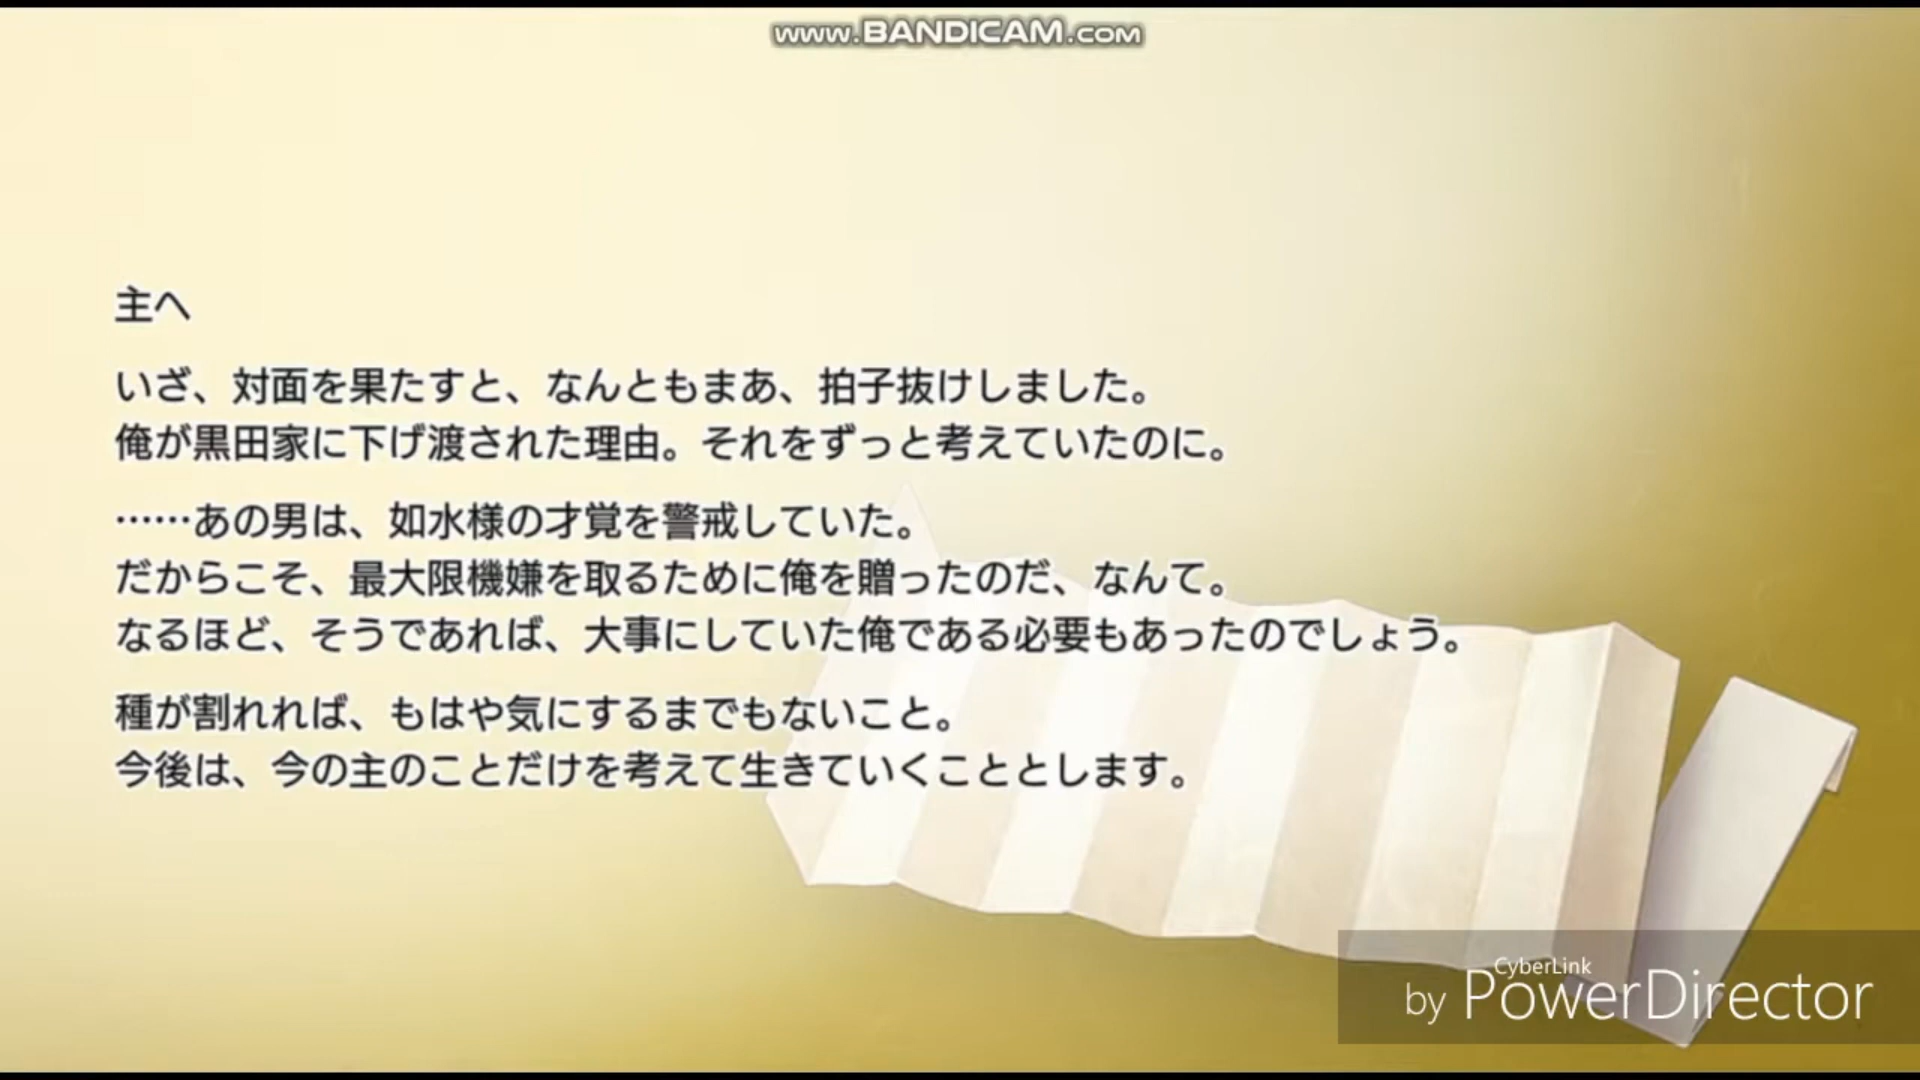 www.BANDICAM.com
主へ
いざ、対面を果たすと、なんともまあ、拍子抜けしました。
俺が黒田家に下げ渡された理由。それをずっと考えていたのに。
……あの男は、如水様の才覚を警戒していた。
だからこそ、最大限機嫌を取るために俺を贈ったのだ、なんて。
なるほど、そうであれば、大事にしていた俺である必要もあったのでしょう。
種が割れれば、もはや気にするまでもないこと。
今後は、今の主のことだけを考えて生きていくこととします。
CyberLink
by PowerDirector